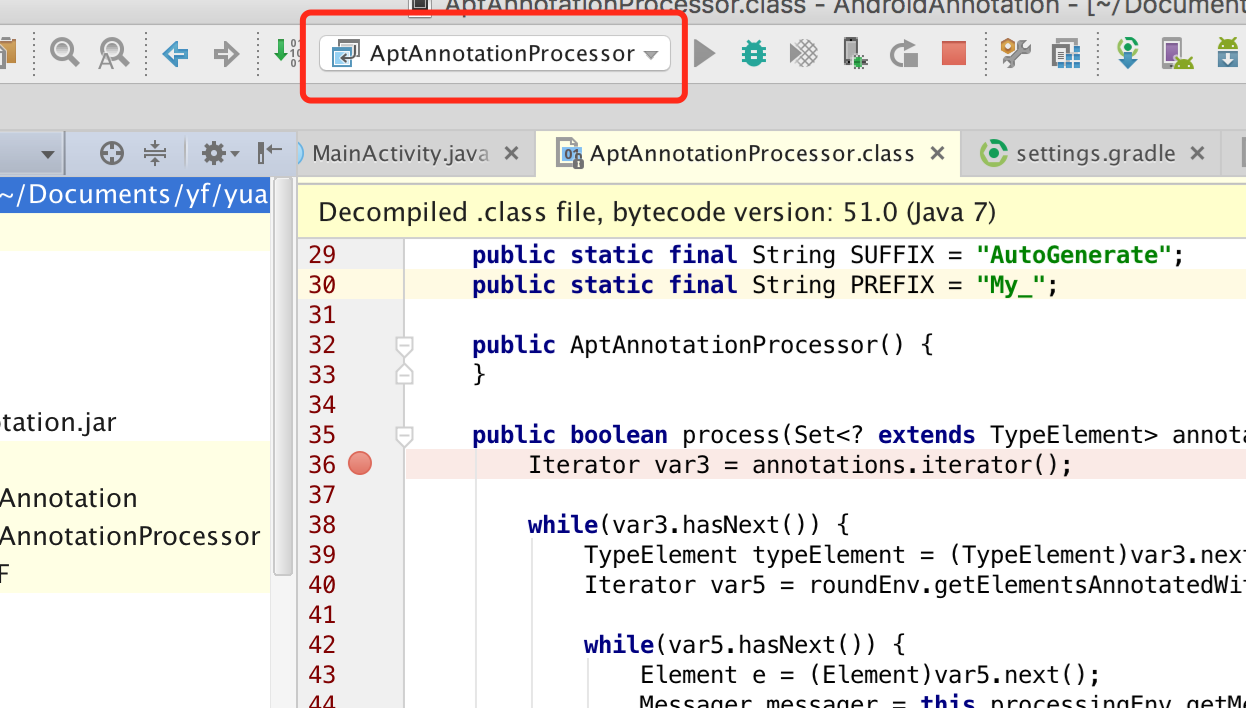 AptAnnotationProcessor.class - AndroidAnnotation - [~/Document
AptAnnotationProcessor
MainActivity.java
AptAnnotationProcessor.class
settings.gradle
~/Documents/yf/yua
tation.jar
Annotation
AnnotationProcessor
F
Decompiled .class file, bytecode version: 51.0 (Java 7)
29 public static final String SUFFIX = "AutoGenerate";
30 public static final String PREFIX = "My_";
31
32 public AptAnnotationProcessor() {
33 }
34
35 public boolean process(Set<? extends TypeElement> annota
36 Iterator var3 = annotations.iterator();
37
38 while(var3.hasNext()) {
39 TypeElement typeElement = (TypeElement)var3.next
40 Iterator var5 = roundEnv.getElementsAnnotatedWi
41
42 while(var5.hasNext()) {
43 Element e = (Element)var5.next();
44 Messager messager = this.processingEnv.getMe